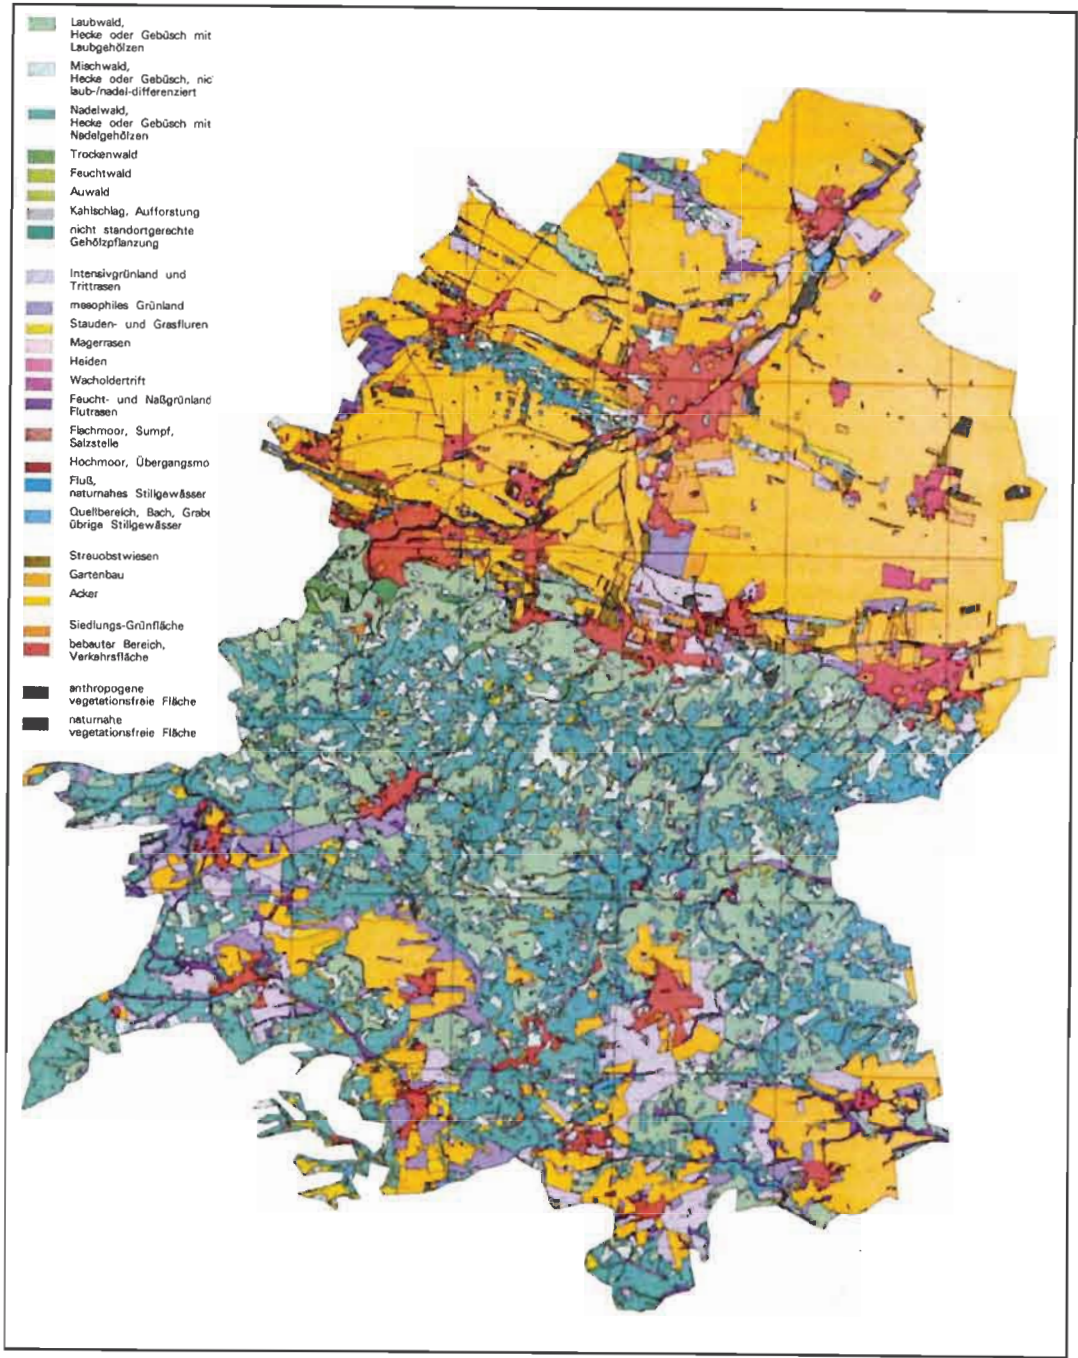 Laubwald,
Hecke oder Gebüsch mit
Laubgehölzen
Mischwald,
Hecke oder Gebüsch, nic
laub-/nadel-differenziert
Nadelwald,
Hecke oder Gebüsch mit
Nadelgehölzen
Trockenwald
Feuchtwald
Auwald
Kahlschlag, Aufforstung
nicht standortgerechte
Gehölzpflanzung
Intensivgrünland und
Trittrasen
mesophiles Grünland
Stauden- und Grasfluren
Magerrasen
Heiden
Wacholdertrift
Feucht- und Naßgrünland
Flutrasen
Flachmoor, Sumpf,
Salzstelle
Hochmoor, Übergangsmo
Fluß,
naturnahes Stillgewässer
Quellbereich, Bach, Grabe
übrige Stillgewässer
Streuobstwiesen
Gartenbau
Acker
Siedlungs-Grünfläche
bebauter Bereich,
Verkehrsfläche
anthropogene
vegetationsfreie Fläche
naturnahe
vegetationsfreie Fläche